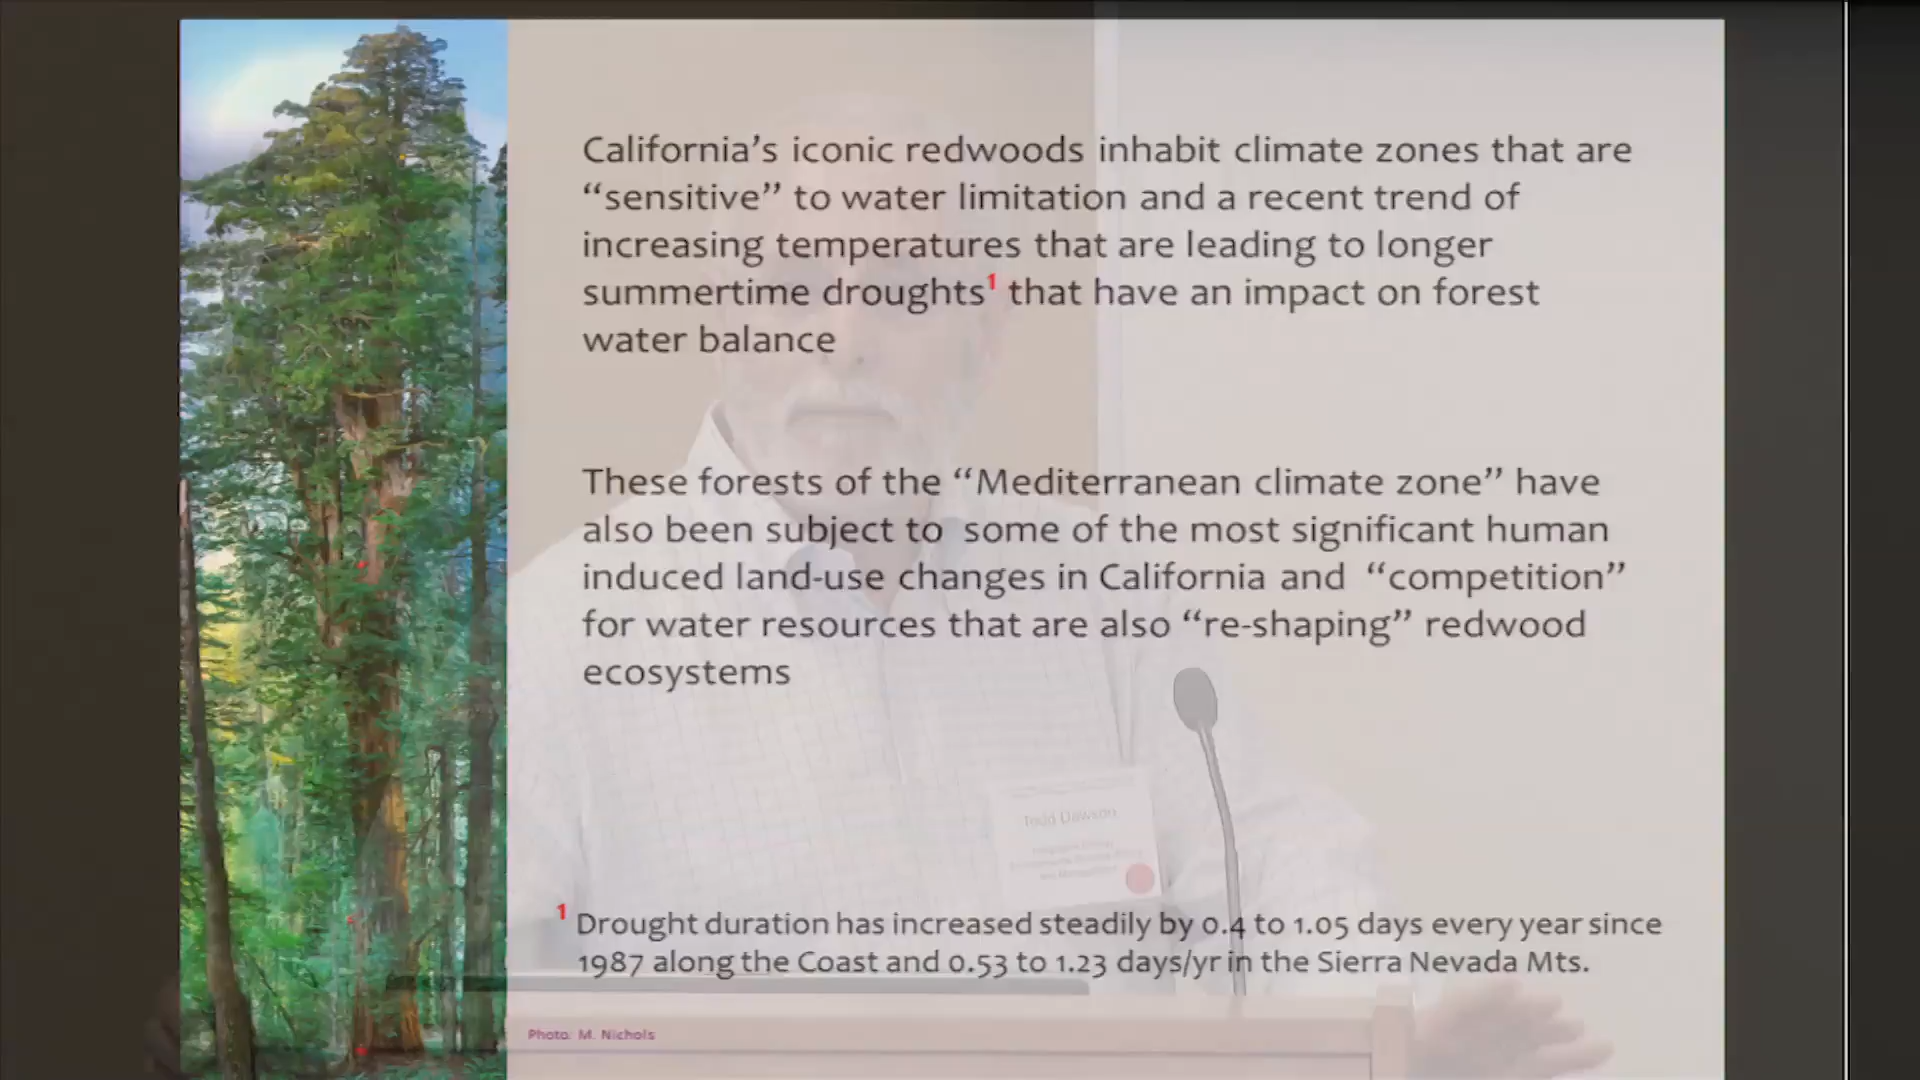 California’s iconic redwoods inhabit climate zones that are
“sensitive” to water limitation and a recent trend of
increasing temperatures that are leading to longer
summertime droughts¹ that have an impact on forest
water balance
These forests of the “Mediterranean climate zone” have
also been subject to some of the most significant human
induced land-use changes in California and “competition”
for water resources that are also “re-shaping” redwood
ecosystems
Todd Dawson
¹ Drought duration has increased steadily by 0.4 to 1.05 days every year since
1987 along the Coast and 0.53 to 1.23 days/yr in the Sierra Nevada Mts.
Photo: M. Nichols